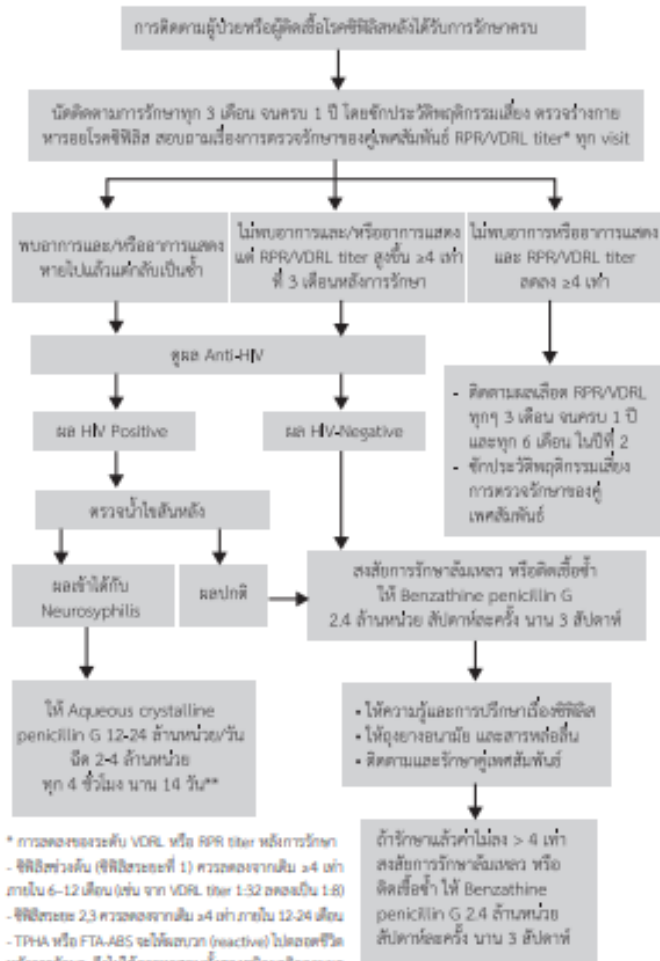 การติดตามผู้ป่วยหรือผู้ติดเชื้อโรคซิฟิลิสหลังได้รับการรักษาครบ
นัดติดตามการรักษาทุก 3 เดือน จนครบ 1 ปี โดยซักประวัติพฤติกรรมเสี่ยง ตรวจร่างกาย
หารอยโรคซิฟิลิส สอบถามเรื่องการตรวจรักษาของคู่เพศสัมพันธ์ RPR/VDRL titer* ทุก visit
พบอาการและ/หรืออาการแสดง
หายไปแล้วแต่กลับเป็นซ้ำ
ไม่พบอาการและ/หรืออาการแสดง
แต่ RPR/VDRL titer สูงขึ้น ≥4 เท่า
ที่ 3 เดือนหลังการรักษา
ไม่พบอาการหรืออาการแสดง
และ RPR/VDRL titer
ลดลง ≥4 เท่า
ดูผล Anti-HIV
ผล HIV Positive
ผล HIV-Negative
- ติดตามผลเลือด RPR/VDRL
ทุกๆ 3 เดือน จนครบ 1 ปี
และทุก 6 เดือน ในปีที่ 2
- ซักประวัติพฤติกรรมเสี่ยง
การตรวจรักษาของคู่
เพศสัมพันธ์
ตรวจน้ำไขสันหลัง
ผลเข้าได้กับ
Neurosyphilis
ผลปกติ
สงสัยการรักษาล้มเหลว หรือติดเชื้อซ้ำ
ให้ Benzathine penicillin G
2.4 ล้านหน่วย สัปดาห์ละครั้ง นาน 3 สัปดาห์
ให้ Aqueous crystalline
penicillin G 12-24 ล้านหน่วย/วัน
ฉีด 2-4 ล้านหน่วย
ทุก 4 ชั่วโมง นาน 14 วัน**
• ให้ความรู้และการปรึกษาเรื่องซิฟิลิส
• ให้ถุงยางอนามัย และสารหล่อลื่น
• ติดตามและรักษาคู่เพศสัมพันธ์
ถ้ารักษาแล้วค่าไม่ลง > 4 เท่า
สงสัยการรักษาล้มเหลว หรือ
ติดเชื้อซ้ำ ให้ Benzathine
penicillin G 2.4 ล้านหน่วย
สัปดาห์ละครั้ง นาน 3 สัปดาห์
* การลดลงของระดับ VDRL หรือ RPR titer หลังการรักษา
- ซิฟิลิสช่วงต้น (ซิฟิลิสระยะที่ 1) ควรลดลงจากเดิม ≥4 เท่า
ภายใน 6-12 เดือน (เช่น จาก VDRL titer 1:32 ลดลงเป็น 1:8)
- ซิฟิลิสระยะ 2,3 ควรลดลงจากเดิม ≥4 เท่า ภายใน 12-24 เดือน
- TPHA หรือ FTA-ABS จะให้ผลบวก (reactive) ไปตลอดชีวิต